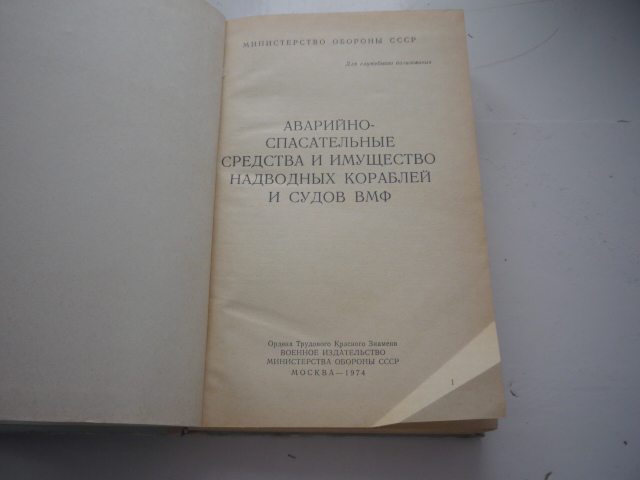 МИНИСТЕРСТВО ОБОРОНЫ СССР
Для служебного пользования
АВАРИЙНО-
СПАСАТЕЛЬНЫЕ
СРЕДСТВА И ИМУЩЕСТВО
НАДВОДНЫХ КОРАБЛЕЙ
И СУДОВ ВМФ
Ордена Трудового Красного Знамени
ВОЕННОЕ ИЗДАТЕЛЬСТВО
МИНИСТЕРСТВА ОБОРОНЫ СССР
МОСКВА—1974
1